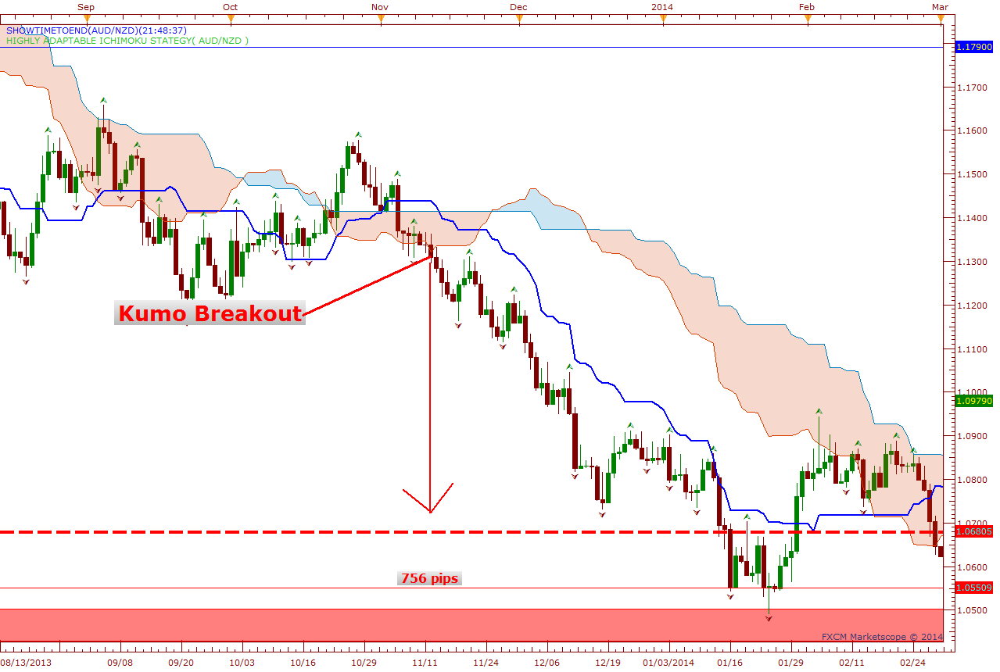 Sep Oct Nov Dec 2014 Feb Mar
SHOWTIMETOEND(AUD/NZD)(21:48:37)
HIGHLY ADAPTABLE ICHIMOKU STATEGY( AUD/NZD )
1.17900
1.1700
1.1600
1.1500
1.1400
1.1300
1.1200
Kumo Breakout
1.1100
1.1000
1.09790
1.0900
1.0800
1.0700
1.06805
1.0600
756 pips
1.05509
1.0500
FXCM Marketscope © 2014
08/13/2013 09/08 09/20 10/03 10/16 10/29 11/11 11/24 12/06 12/19 01/03/2014 01/16 01/29 02/11 02/24